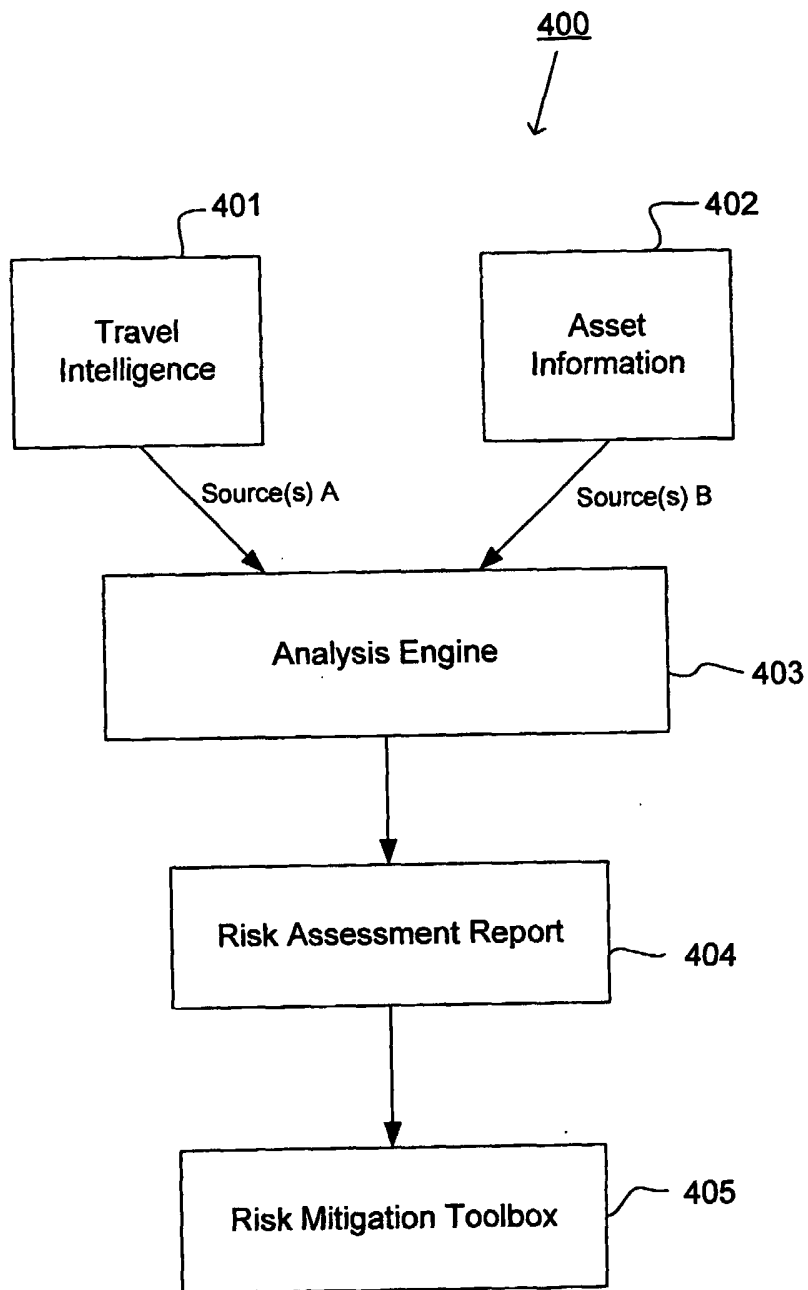 400
401
402
Travel
Intelligence
Asset
Information
Source(s) A
Source(s) B
Analysis Engine
403
Risk Assessment Report
404
Risk Mitigation Toolbox
405